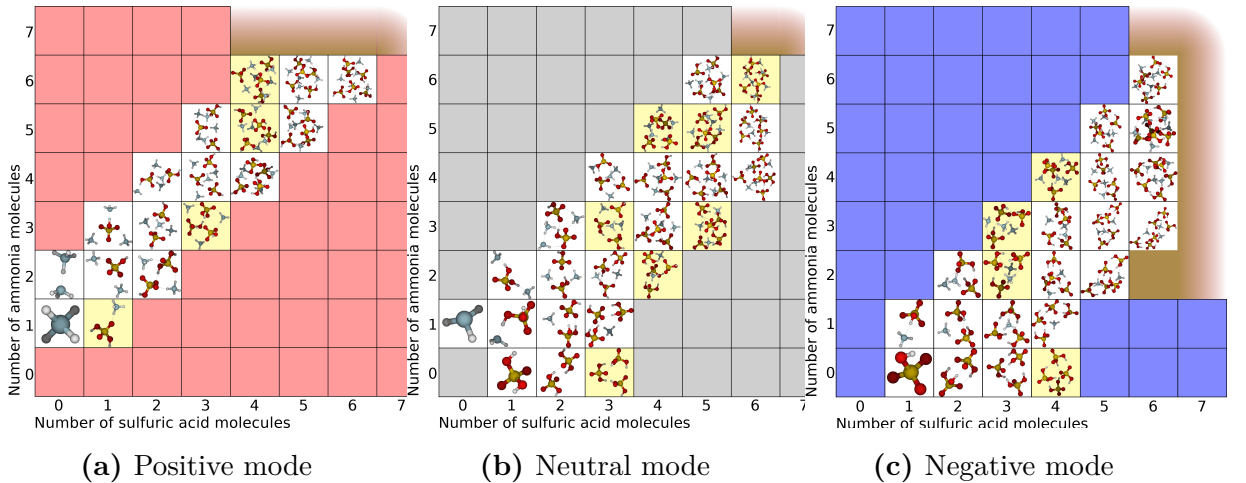 7
6
5
4
3
2
1
0
Number of ammonia molecules
0 1 2 3 4 5 6 7
Number of sulfuric acid molecules
(a) Positive mode
7
6
5
4
3
2
1
0
Number of ammonia molecules
0 1 2 3 4 5 6 7
Number of sulfuric acid molecules
(b) Neutral mode
7
6
5
4
3
2
1
0
Number of ammonia molecules
0 1 2 3 4 5 6 7
Number of sulfuric acid molecules
(c) Negative mode